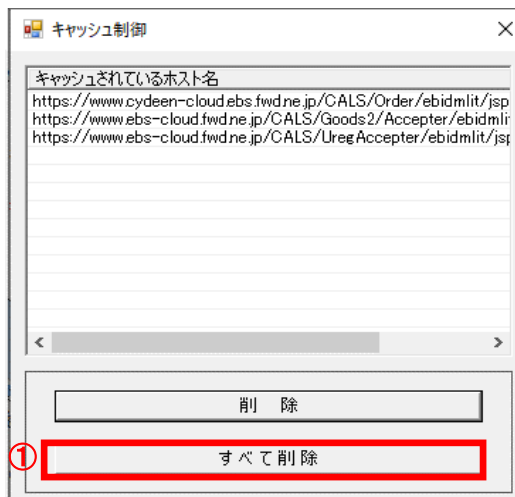 キャッシュ制御
キャッシュされているホスト名
https://www.cydeen-cloud.ebs.fwd.ne.jp/CALS/Order/ebidmlit/jsp
https://www.ebs-cloud.fwd.ne.jp/CALS/Goods2/Accepter/ebidmli
https://www.ebs-cloud.fwd.ne.jp/CALS/UregAccepter/ebidmlit/jsp
削 除
① すべて削除